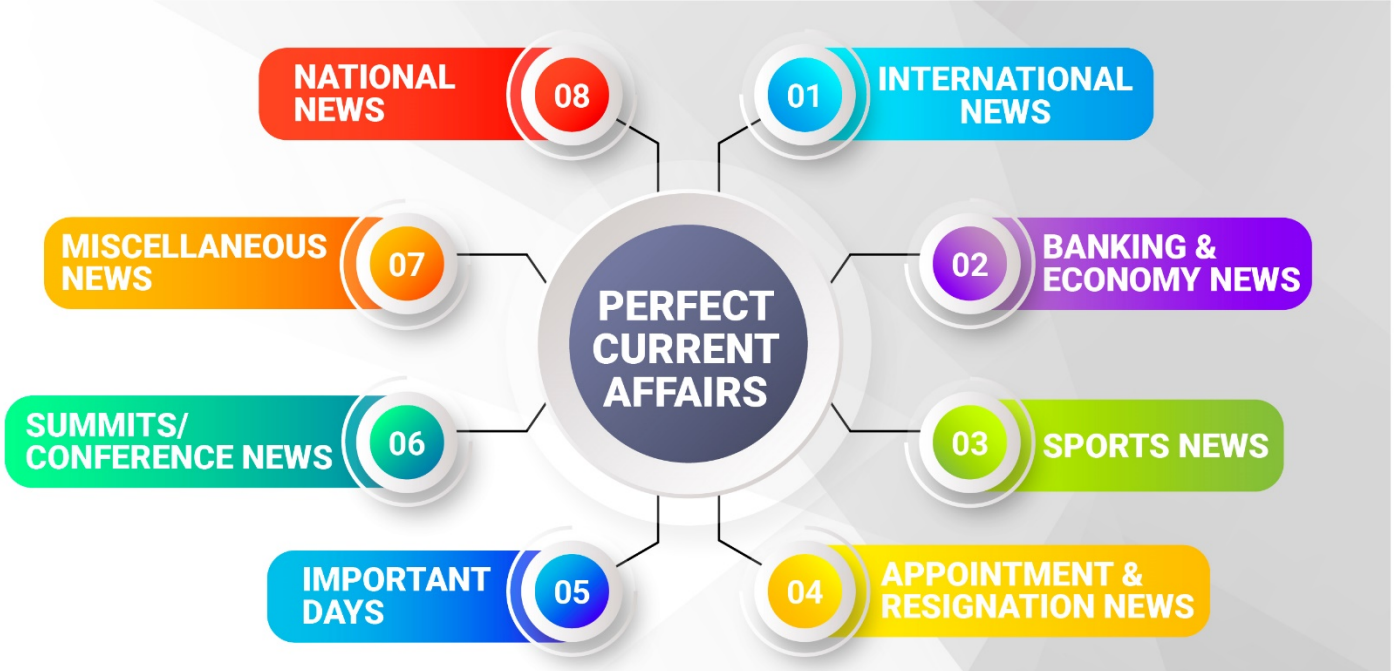 PERFECT
CURRENT
AFFAIRS
01
INTERNATIONAL
NEWS
02
BANKING &
ECONOMY NEWS
03
SPORTS NEWS
04
APPOINTMENT &
RESIGNATION NEWS
05
IMPORTANT
DAYS
06
SUMMITS/
CONFERENCE NEWS
07
MISCELLANEOUS
NEWS
08
NATIONAL
NEWS